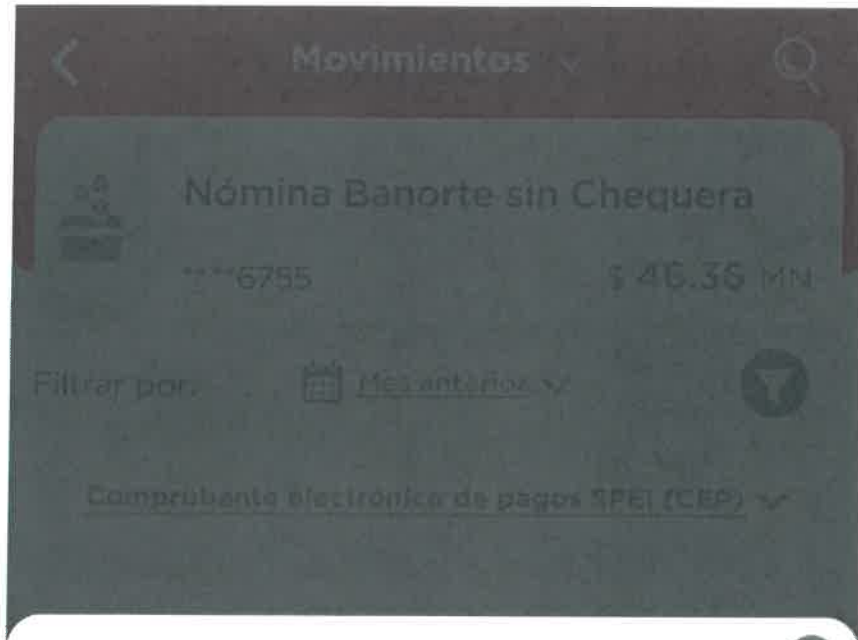 Movimientos
Nómina Banorte sin Chequera
****6755 $ 46.36 MN
Filtrar por: Mes anterior
Comprobante electrónico de pagos SPEI (CEP)